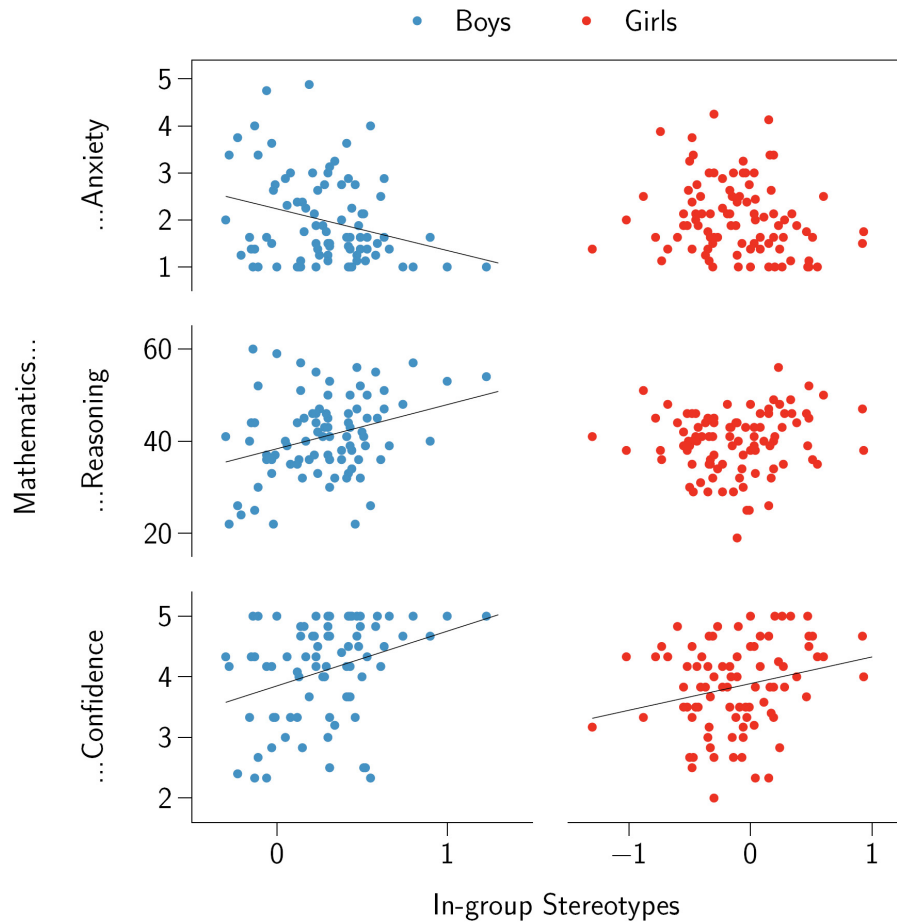 Boys Girls
...Anxiety
5
4
3
2
1
Mathematics...
...Reasoning
60
40
20
...Confidence
5
4
3
2
0 1 −1 0 1
In-group Stereotypes